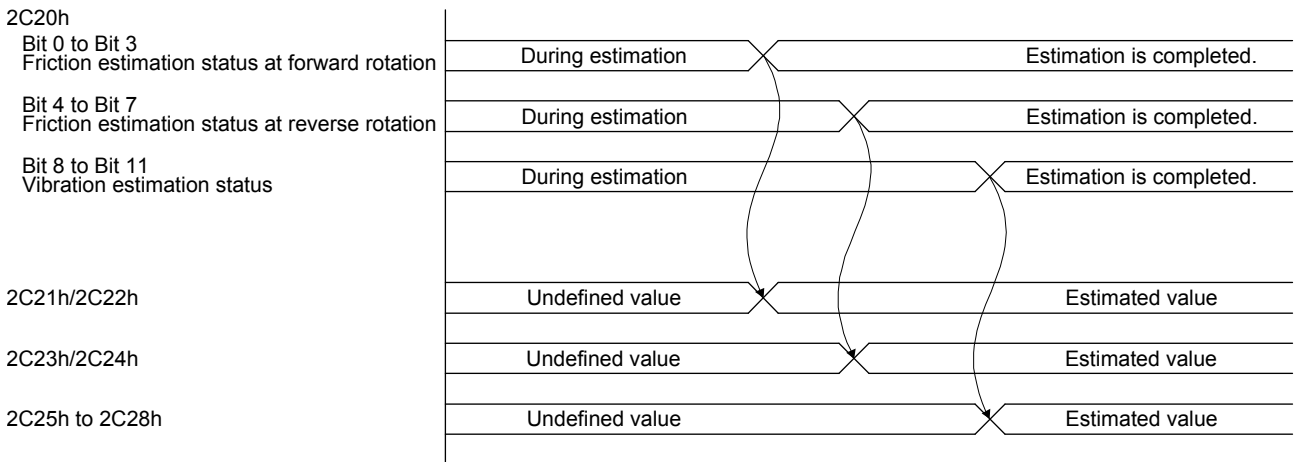 2C20h
Bit 0 to Bit 3
Friction estimation status at forward rotation
During estimation
Estimation is completed.
Bit 4 to Bit 7
Friction estimation status at reverse rotation
During estimation
Estimation is completed.
Bit 8 to Bit 11
Vibration estimation status
During estimation
Estimation is completed.
2C21h/2C22h
Undefined value
Estimated value
2C23h/2C24h
Undefined value
Estimated value
2C25h to 2C28h
Undefined value
Estimated value